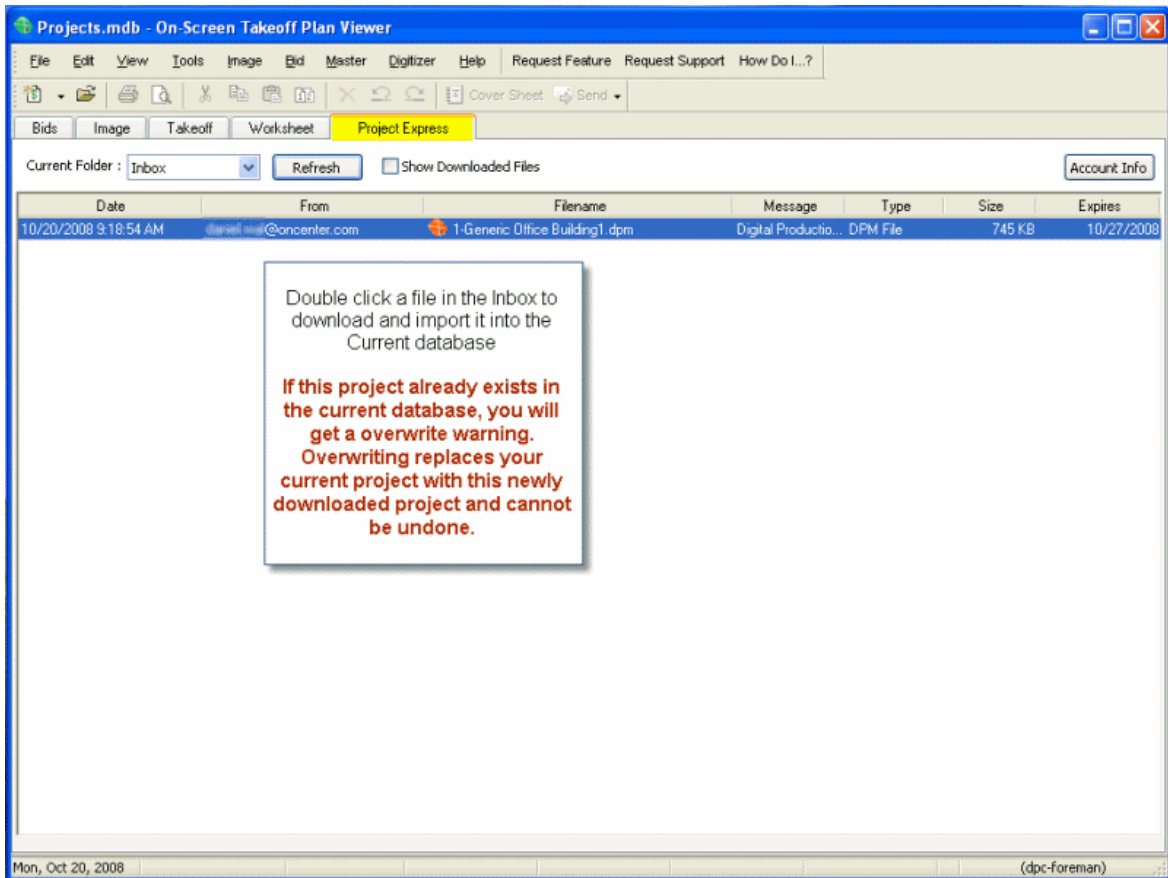 Projects.mdb - On-Screen Takeoff Plan Viewer
File Edit View Tools Image Bid Master Digitizer Help Request Feature Request Support How Do I...?
Cover Sheet Send
Bids Image Takeoff Worksheet Project Express
Current Folder : Inbox Refresh Show Downloaded Files Account Info
Date From Filename Message Type Size Expires
10/20/2008 9:18:54 AM @oncenter.com 1-Generic Office Building1.dpm Digital Productio... DPM File 745 KB 10/27/2008
Double click a file in the Inbox to
download and import it into the
Current database
If this project already exists in
the current database, you will
get a overwrite warning.
Overwriting replaces your
current project with this newly
downloaded project and cannot
be undone.
Mon, Oct 20, 2008 (dpc-foreman)